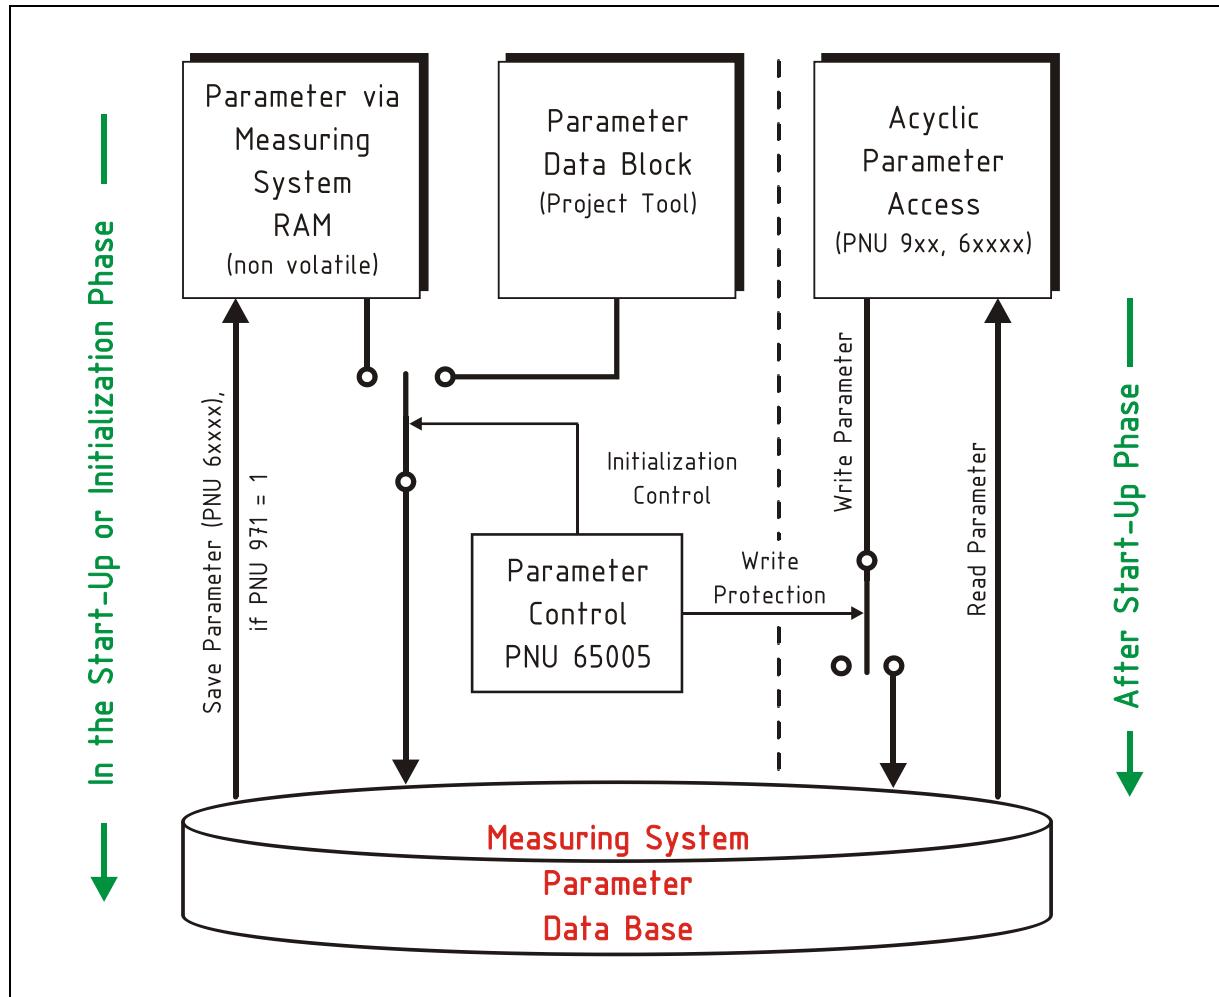 In the Start-Up or Initialization Phase
Parameter via
Measuring
System
RAM
(non volatile)
Parameter
Data Block
(Project Tool)
Acyclic
Parameter
Access
(PNU 9xx, 6xxxx)
Save Parameter (PNU 6xxxx),
if PNU 971 = 1
Initialization
Control
Parameter
Control
PNU 65005
Write
Protection
Write Parameter
Read Parameter
After Start-Up Phase
Measuring System
Parameter
Data Base